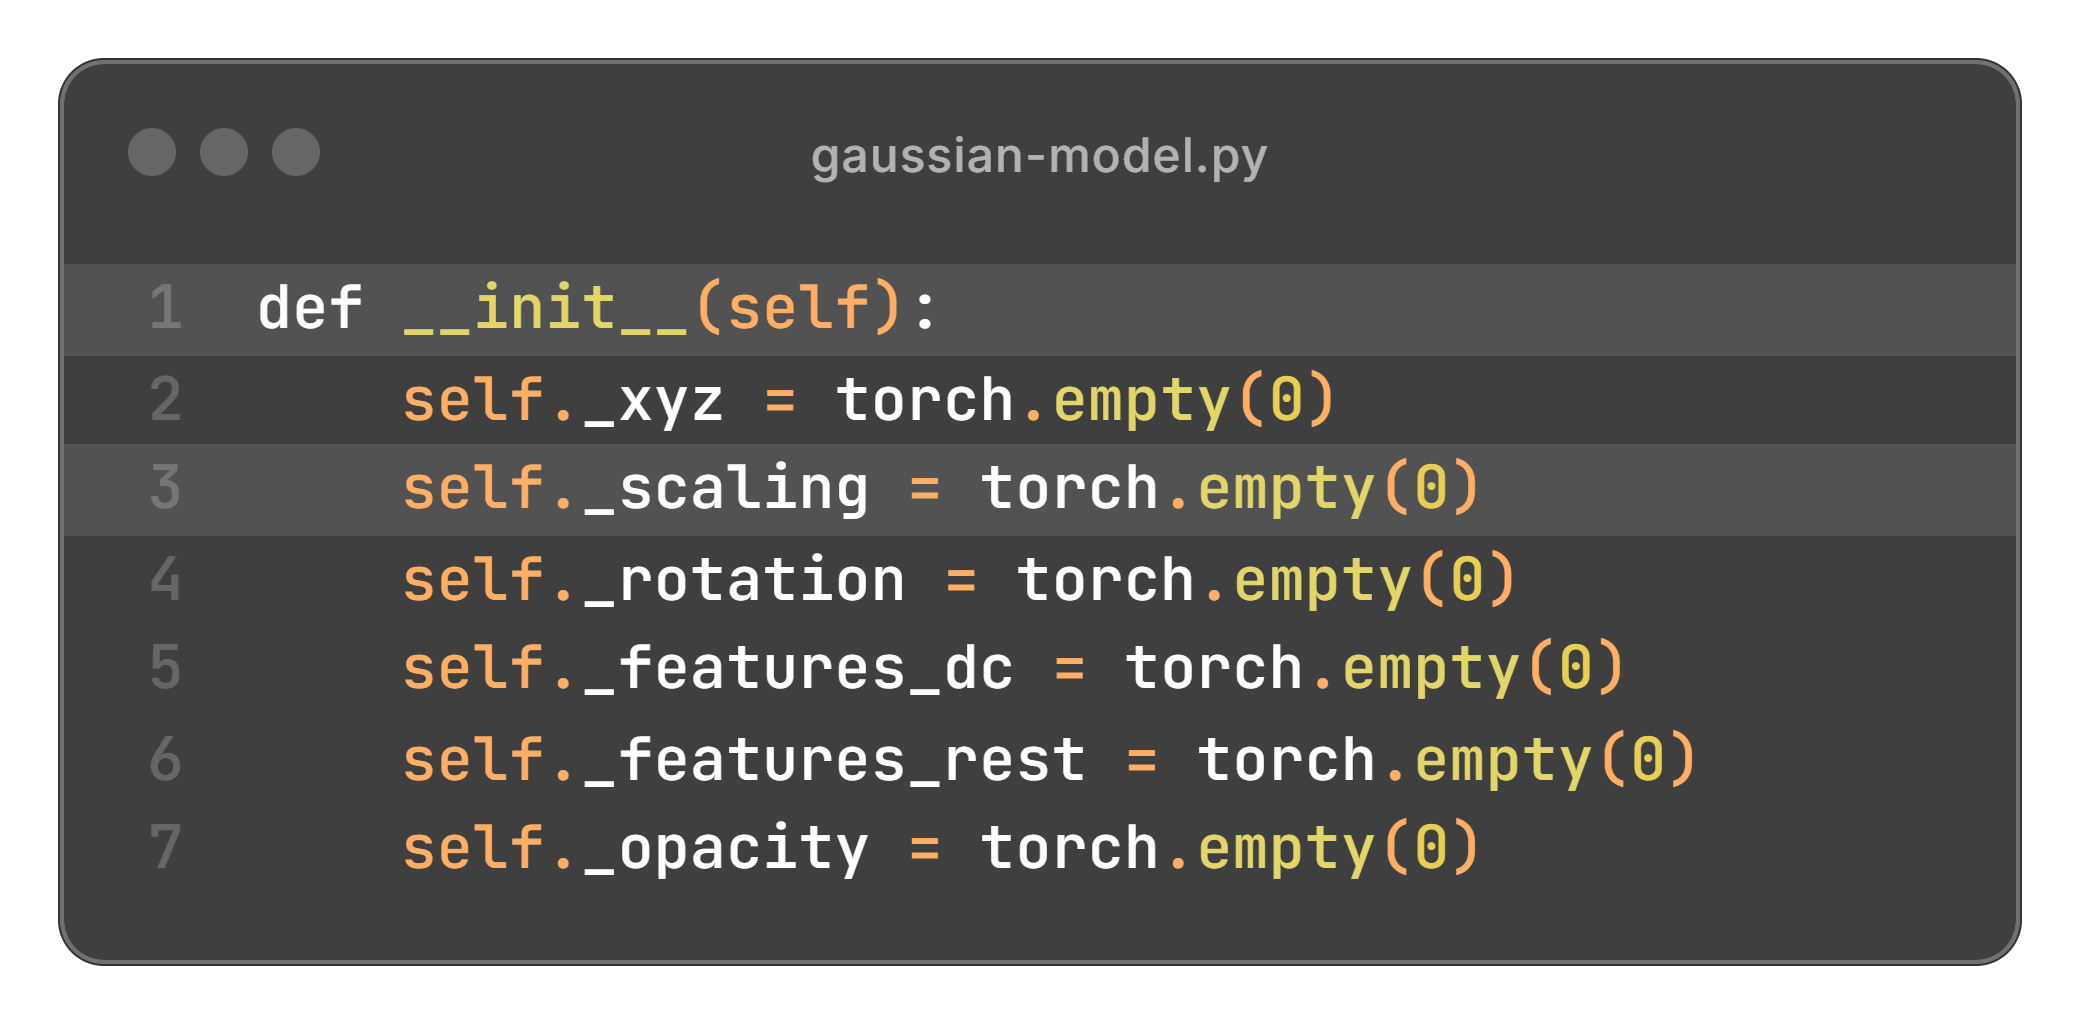 gaussian-model.py
1 def __init__(self):
2     self._xyz = torch.empty(0)
3     self._scaling = torch.empty(0)
4     self._rotation = torch.empty(0)
5     self._features_dc = torch.empty(0)
6     self._features_rest = torch.empty(0)
7     self._opacity = torch.empty(0)